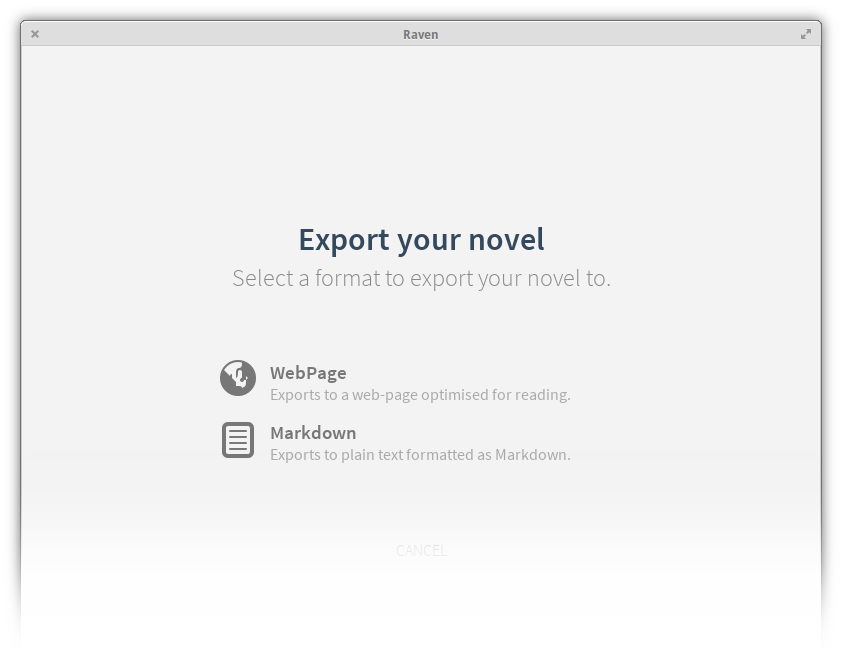 Raven
Export your novel
Select a format to export your novel to.
WebPage
Exports to a web-page optimised for reading.
Markdown
Exports to plain text formatted as Markdown.
CANCEL